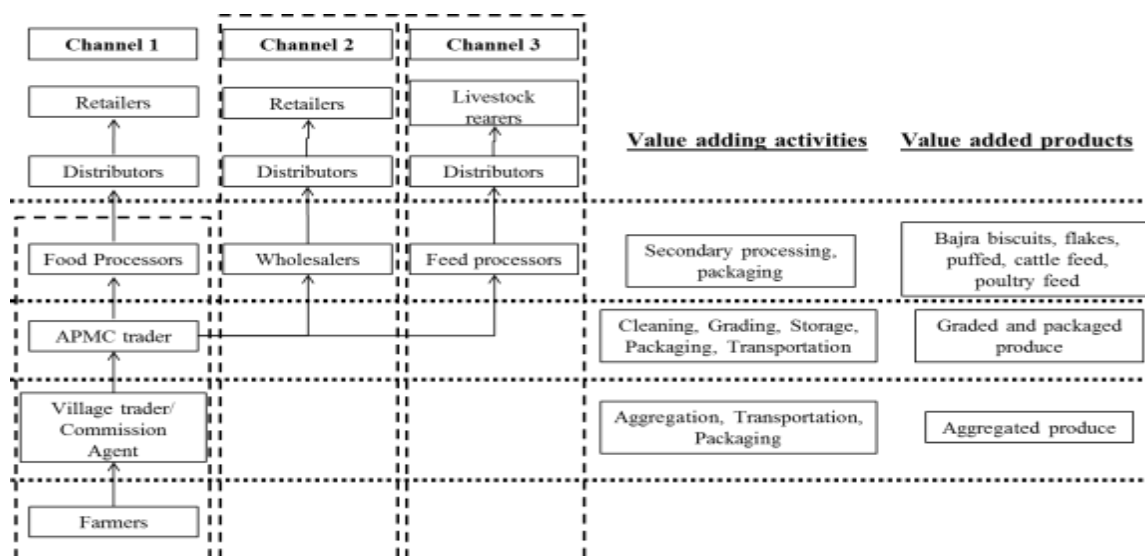 Channel 1
Channel 2
Channel 3
Retailers
Retailers
Livestock
rearers
Value adding activities
Value added products
Distributors
Distributors
Distributors
Food Processors
Wholesalers
Feed processors
Secondary processing,
packaging
Bajra biscuits, flakes,
puffed, cattle feed,
poultry feed
APMC trader
Cleaning, Grading, Storage,
Packaging, Transportation
Graded and packaged
produce
Village trader/
Commission
Agent
Aggregation, Transportation,
Packaging
Aggregated produce
Farmers